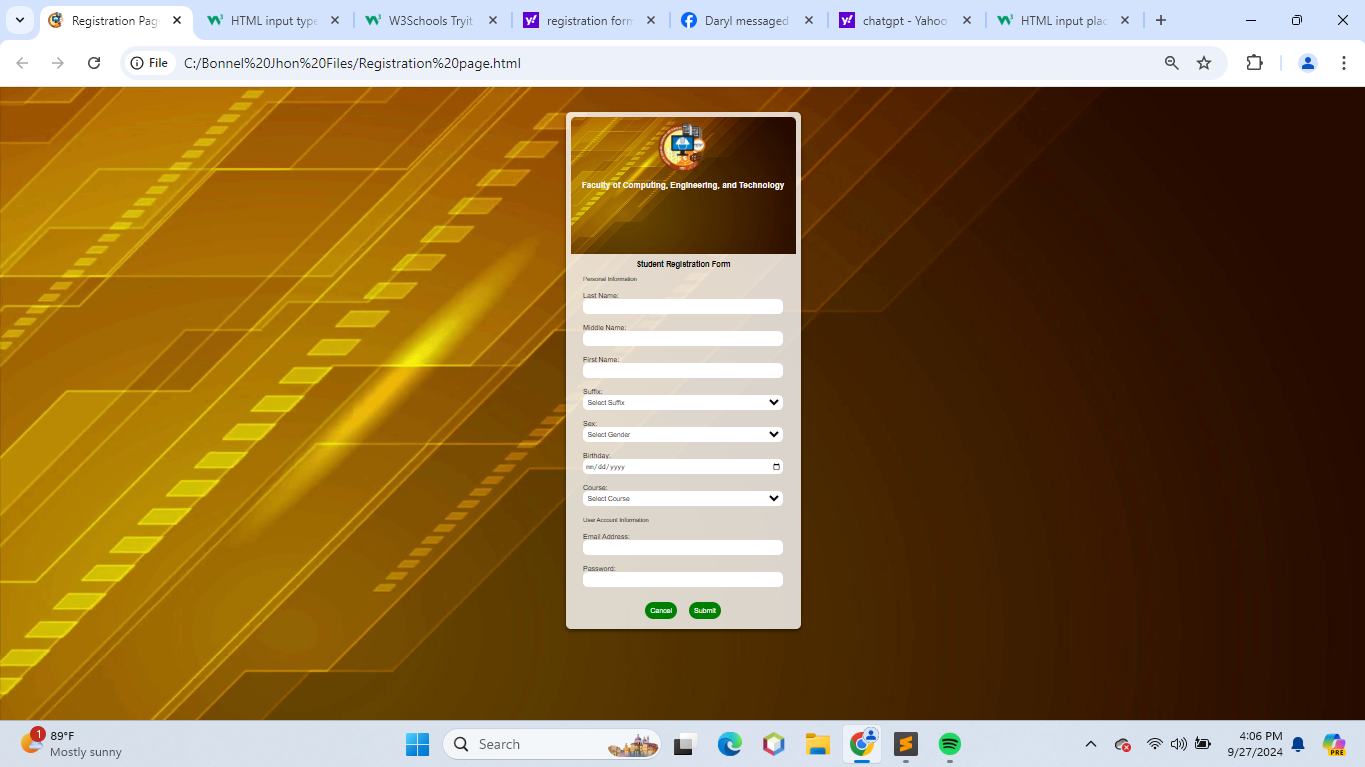 Registration Pag
HTML input type
W3Schools Tryit
registration form
Daryl messaged
chatgpt - Yahoo
HTML input plac
File
C:/Bonnel%20Jhon%20Files/Registration%20page.html
Faculty of Computing, Engineering, and Technology
Student Registration Form
Personal Information
Last Name:
Middle Name:
First Name:
Suffix:
Select Suffix
Sex:
Select Gender
Birthday:
mm/dd/yyyy
Course:
Select Course
User Account Information
Email Address:
Password:
Cancel Submit
1
89°F
Mostly sunny
Search
4:06 PM
9/27/2024
PRE